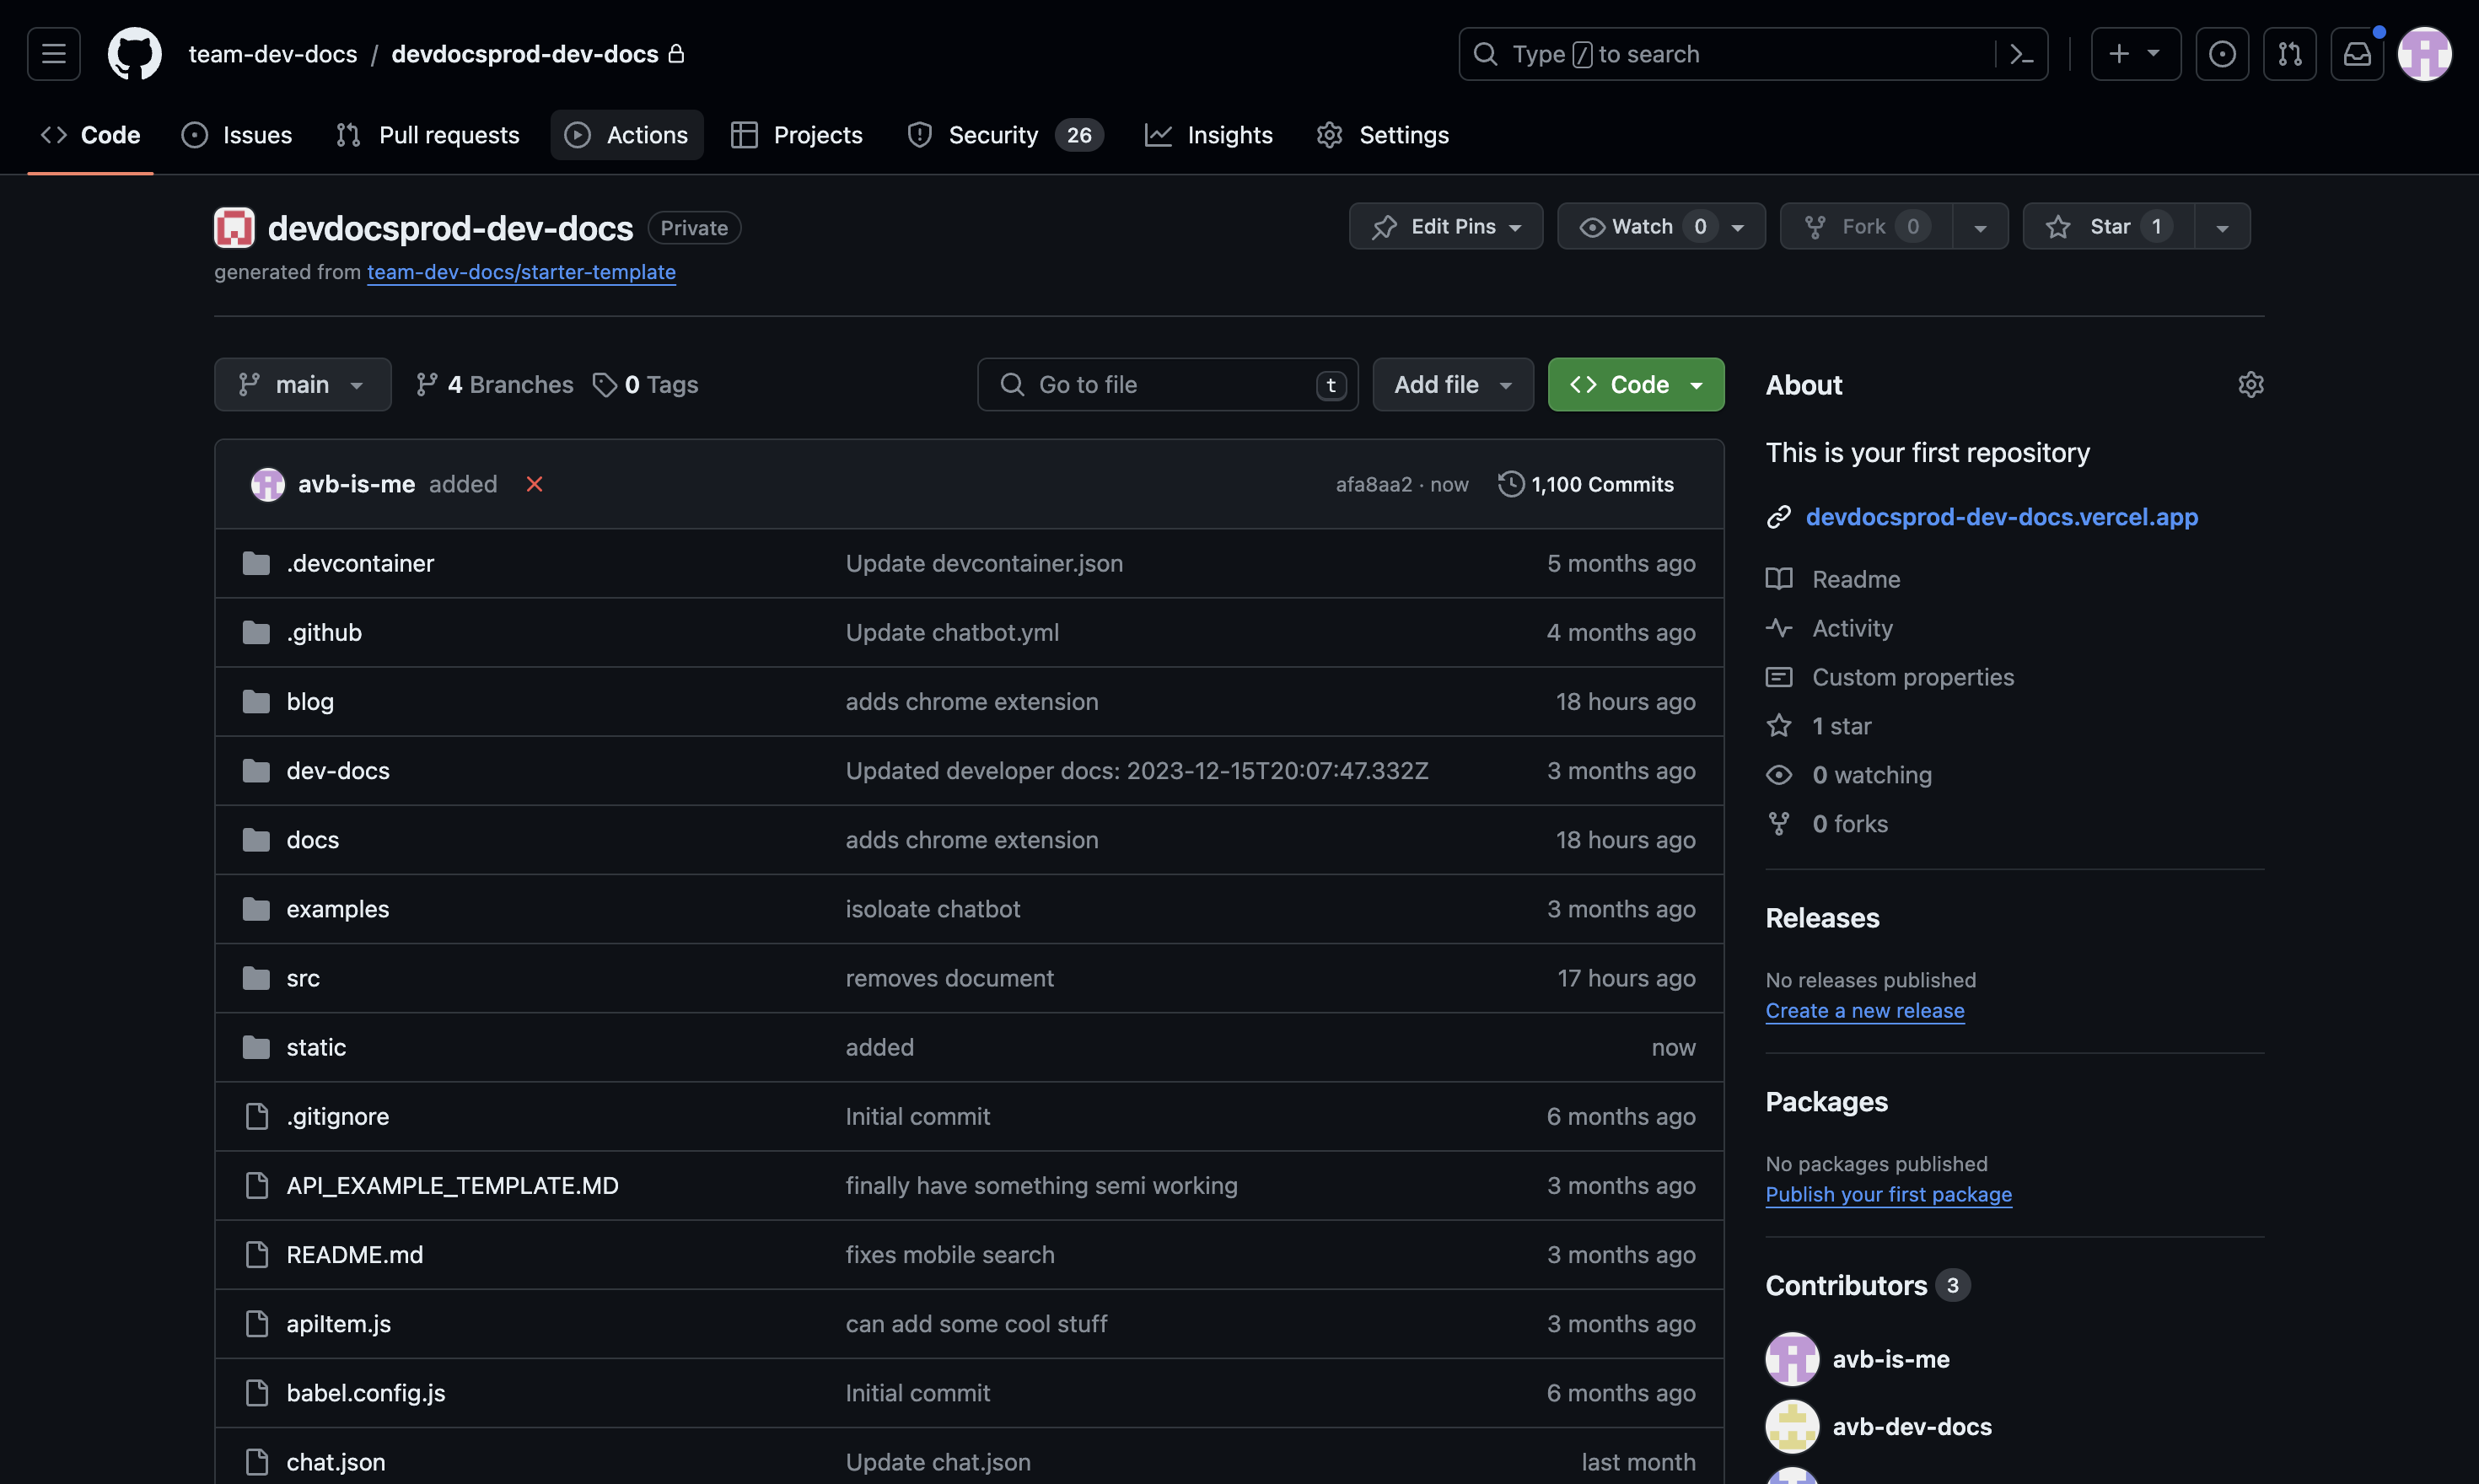 team-dev-docs / devdocsprod-dev-docs
Type / to search
Code Issues Pull requests Actions Projects Security 26 Insights Settings
devdocsprod-dev-docs Private
Edit Pins Watch 0 Fork 0 Star 1
generated from team-dev-docs/starter-template
main 4 Branches 0 Tags Go to file t Add file Code
avb-is-me added afa8aa2 · now 1,100 Commits
.devcontainer Update devcontainer.json 5 months ago
.github Update chatbot.yml 4 months ago
blog adds chrome extension 18 hours ago
dev-docs Updated developer docs: 2023-12-15T20:07:47.332Z 3 months ago
docs adds chrome extension 18 hours ago
examples isoloate chatbot 3 months ago
src removes document 17 hours ago
static added now
.gitignore Initial commit 6 months ago
API_EXAMPLE_TEMPLATE.MD finally have something semi working 3 months ago
README.md fixes mobile search 3 months ago
apiItem.js can add some cool stuff 3 months ago
babel.config.js Initial commit 6 months ago
chat.json Update chat.json last month
About
This is your first repository
devdocsprod-dev-docs.vercel.app
Readme
Activity
Custom properties
1 star
0 watching
0 forks
Releases
No releases published
Create a new release
Packages
No packages published
Publish your first package
Contributors 3
avb-is-me
avb-dev-docs